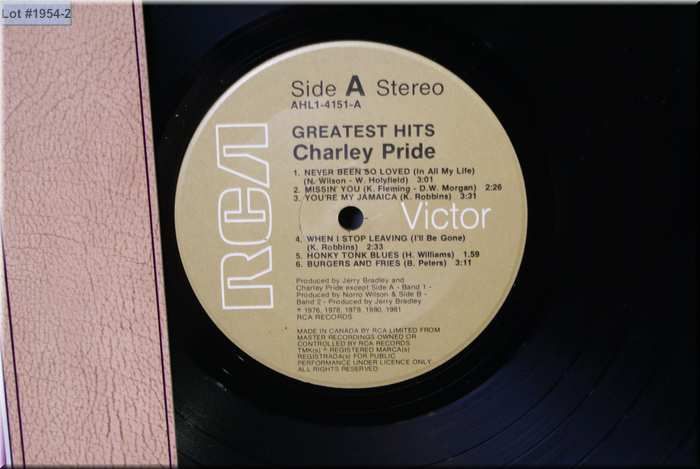 Lot #1954-2
Side A Stereo
AHL1-4151-A
GREATEST HITS
Charley Pride
1. NEVER BEEN SO LOVED (In All My Life)
(N. Wilson - W. Holyfield) 3:01
2. MISSIN' YOU (K. Fleming - D.W. Morgan) 2:26
3. YOU'RE MY JAMAICA (K. Robbins) 3:31
RCA Victor
4. WHEN I STOP LEAVING (I'll Be Gone)
(K. Robbins) 2:33
5. HONKY TONK BLUES (H. Williams) 1.59
6. BURGERS AND FRIES (B. Peters) 3:11
Produced by Jerry Bradley and
Charley Pride except Side A - Band 1 -
Produced by Norro Wilson & Side B -
Band 2 - Produced by Jerry Bradley
* 1976, 1978, 1979, 1980, 1981
RCA RECORDS
MADE IN CANADA BY RCA LIMITED FROM
MASTER RECORDINGS OWNED OR
CONTROLLED BY RCA RECORDS
TMK(s) * REGISTERED MARCA(s)
REGISTRADA(s) FOR PUBLIC
PERFORMANCE UNDER LICENCE ONLY
ALL RIGHTS RESERVED